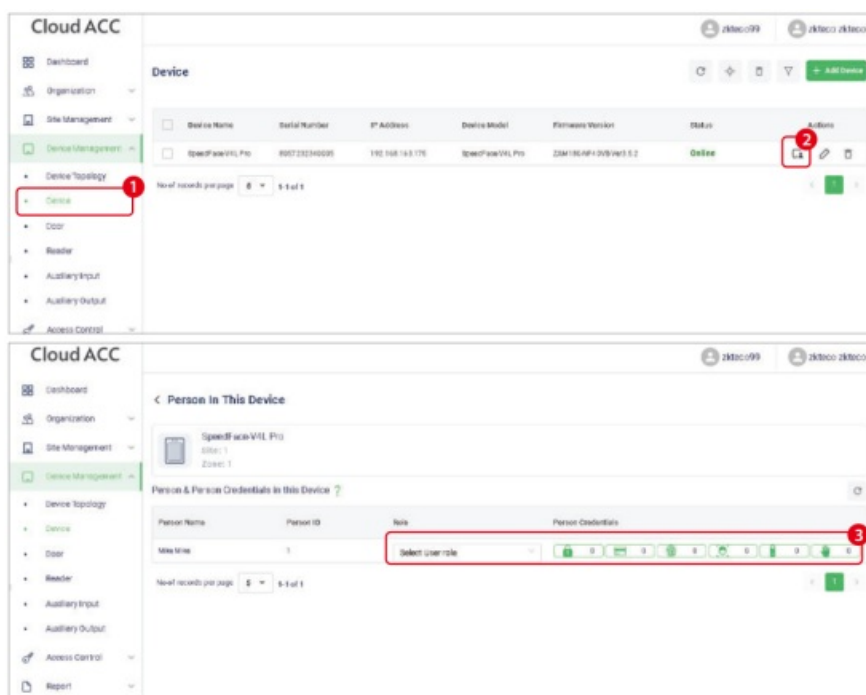 Cloud ACC
zkteco99 zkteco zkteco
Dashboard
Device
+ Add Device
Organization
Site Management
Device Name Serial Number IP Address Device Model Firmware Version Status Actions
2
Device Management
SpeedFace-V4L Pro 192.168.163.175 SpeedFace-V4L Pro Online
Device Topology
1
No of records per page 8 1-1 of 1
1
Device
Door
Reader
Auxiliary Input
Auxiliary Output
Access Control
Cloud ACC
zkteco99 zkteco zkteco
Dashboard
< Person In This Device
Organization
SpeedFace-V4L Pro
Site: 1
Zone: 1
Site Management
Device Management
Person & Person Credentials in this Device ?
Device Topology
Person Name Person ID Role Person Credentials
3
Device
Mike Mike 1 Select User role 0 0 0 0 0 0
Door
No of records per page 5 1-1 of 1
1
Reader
Auxiliary Input
Auxiliary Output
Access Control
Report